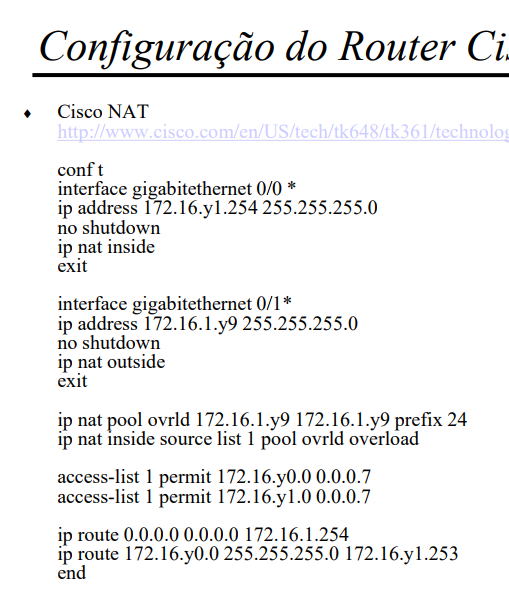 Configuração do Router
♦ Cisco NAT
http://www.cisco.com/en/US/tech/tk648/tk361/technolog
conf t
interface gigabitethernet 0/0 *
ip address 172.16.y1.254 255.255.255.0
no shutdown
ip nat inside
exit
interface gigabitethernet 0/1*
ip address 172.16.1.y9 255.255.255.0
no shutdown
ip nat outside
exit
ip nat pool ovrld 172.16.1.y9 172.16.1.y9 prefix 24
ip nat inside source list 1 pool ovrld overload
access-list 1 permit 172.16.y0.0 0.0.0.7
access-list 1 permit 172.16.y1.0 0.0.0.7
ip route 0.0.0.0 0.0.0.0 172.16.1.254
ip route 172.16.y0.0 255.255.255.0 172.16.y1.253
end